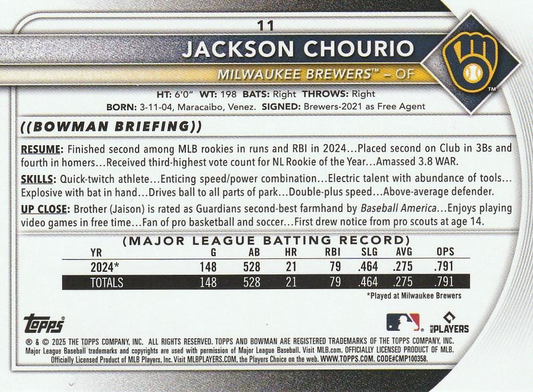 11
JACKSON CHOURIO
MILWAUKEE BREWERS™ – OF
HT: 6'0" WT: 198 BATS: Right THROWS: Right
BORN: 3-11-04, Maracaibo, Venez. SIGNED: Brewers-2021 as Free Agent
((BOWMAN BRIEFING))
RESUME: Finished second among MLB rookies in runs and RBI in 2024...Placed second on Club in 3Bs and
fourth in homers...Received third-highest vote count for NL Rookie of the Year...Amassed 3.8 WAR.
SKILLS: Quick-twitch athlete...Enticing speed/power combination...Electric talent with abundance of tools...
Explosive with bat in hand...Drives ball to all parts of park...Double-plus speed...Above-average defender.
UP CLOSE: Brother (Jaison) is rated as Guardians second-best farmhand by Baseball America...Enjoys playing
video games in free time...Fan of pro basketball and soccer...First drew notice from pro scouts at age 14.
(MAJOR LEAGUE BATTING RECORD)
YR G AB HR RBI SLG AVG OPS
2024* 148 528 21 79 .464 .275 .791
TOTALS 148 528 21 79 .464 .275 .791
*Played at Milwaukee Brewers
Topps
PLAYERS
® & © 2025 THE TOPPS COMPANY, INC. ALL RIGHTS RESERVED. TOPPS AND BOWMAN ARE REGISTERED TRADEMARKS OF THE TOPPS COMPANY, INC.
Major League Baseball trademarks and copyrights are used with permission of Major League Baseball. Visit MLB.com. OFFICIALLY LICENSED PRODUCT OF MLB.
Officially Licensed Product of MLB Players, Inc. Visit MLBPLAYERS.COM, the Players Choice on the web. WWW.TOPPS.COM. CODE#CMP100358.